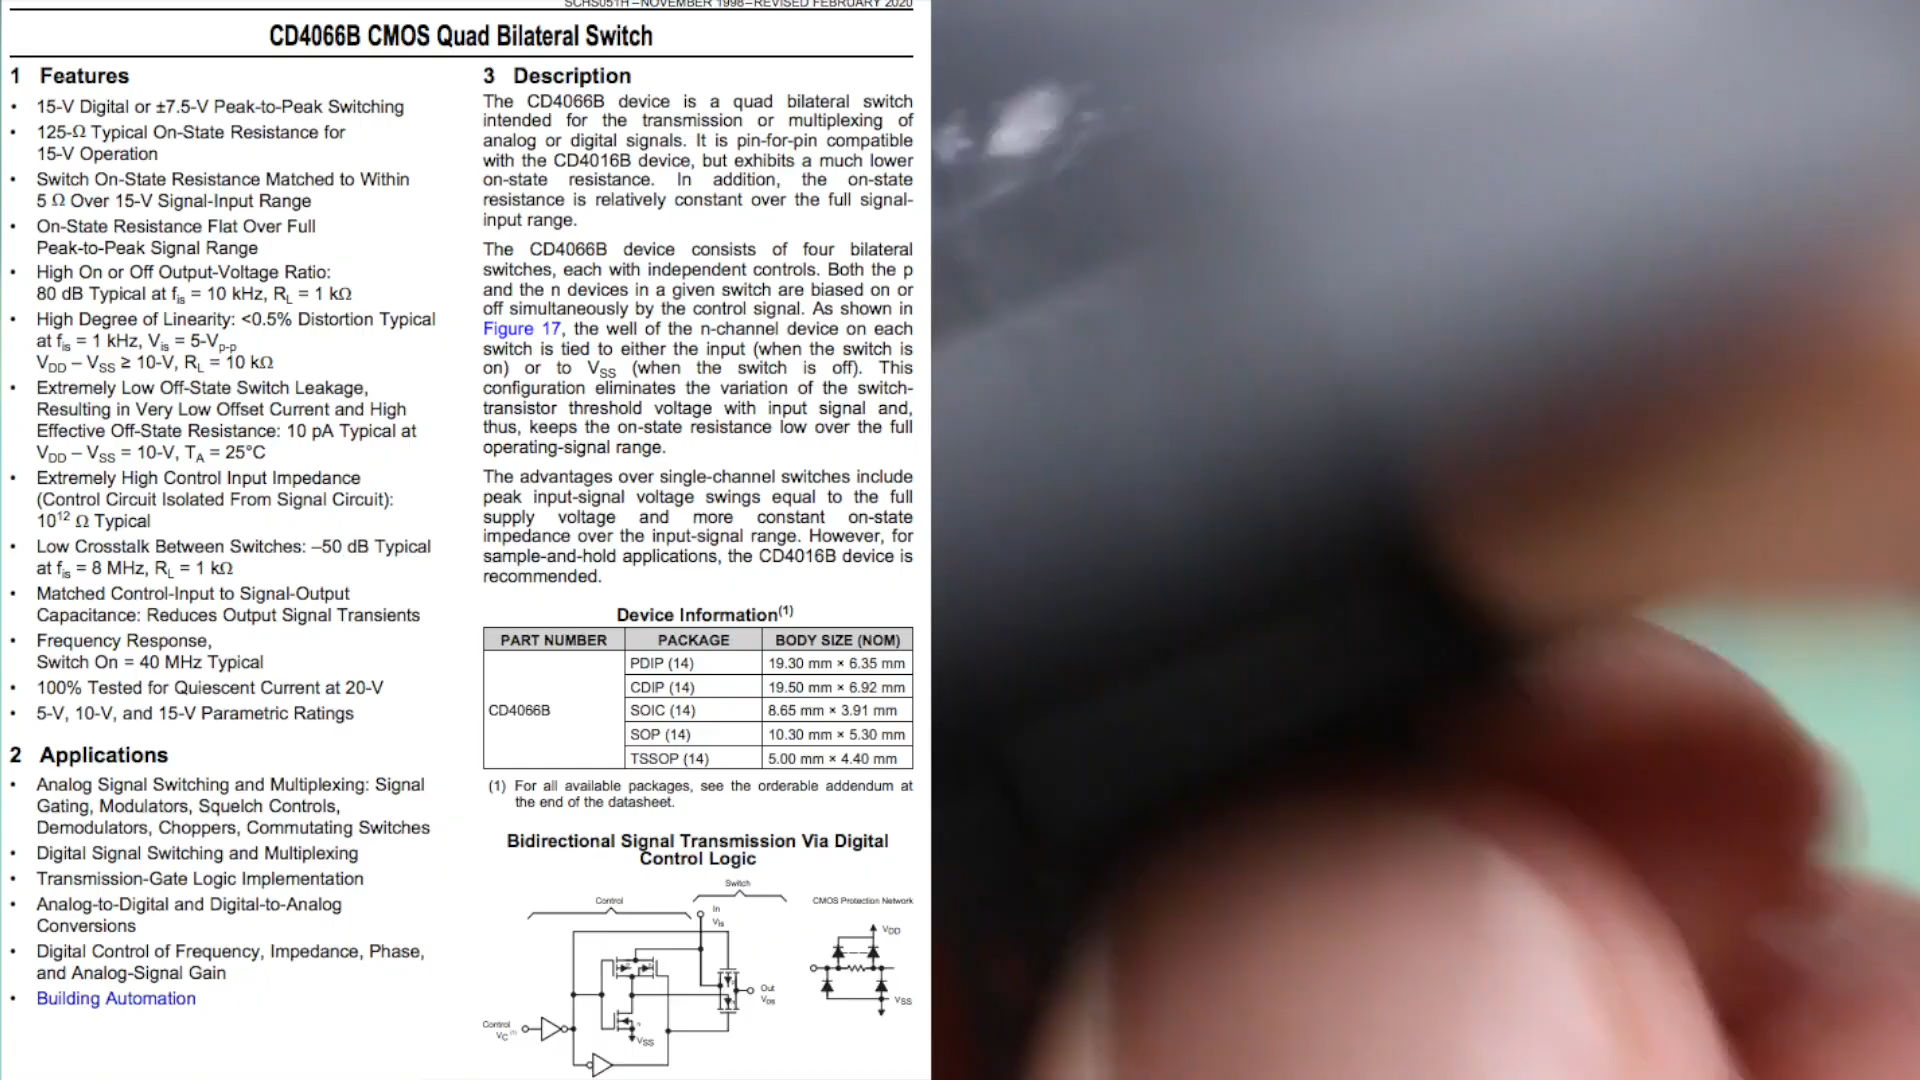 SCHS051H – NOVEMBER 1998 – REVISED FEBRUARY 2020
CD4066B CMOS Quad Bilateral Switch
1 Features
• 15-V Digital or ±7.5-V Peak-to-Peak Switching
• 125-Ω Typical On-State Resistance for
15-V Operation
• Switch On-State Resistance Matched to Within
5 Ω Over 15-V Signal-Input Range
• On-State Resistance Flat Over Full
Peak-to-Peak Signal Range
• High On or Off Output-Voltage Ratio:
80 dB Typical at fis = 10 kHz, RL = 1 kΩ
• High Degree of Linearity: <0.5% Distortion Typical
at fis = 1 kHz, Vis = 5-Vp-p
VDD – VSS ≥ 10-V, RL = 10 kΩ
• Extremely Low Off-State Switch Leakage,
Resulting in Very Low Offset Current and High
Effective Off-State Resistance: 10 pA Typical at
VDD – VSS = 10-V, TA = 25°C
• Extremely High Control Input Impedance
(Control Circuit Isolated From Signal Circuit):
10¹² Ω Typical
• Low Crosstalk Between Switches: –50 dB Typical
at fis = 8 MHz, RL = 1 kΩ
• Matched Control-Input to Signal-Output
Capacitance: Reduces Output Signal Transients
• Frequency Response,
Switch On = 40 MHz Typical
• 100% Tested for Quiescent Current at 20-V
• 5-V, 10-V, and 15-V Parametric Ratings
2 Applications
• Analog Signal Switching and Multiplexing: Signal
Gating, Modulators, Squelch Controls,
Demodulators, Choppers, Commutating Switches
• Digital Signal Switching and Multiplexing
• Transmission-Gate Logic Implementation
• Analog-to-Digital and Digital-to-Analog
Conversions
• Digital Control of Frequency, Impedance, Phase,
and Analog-Signal Gain
• Building Automation
3 Description
The CD4066B device is a quad bilateral switch
intended for the transmission or multiplexing of
analog or digital signals. It is pin-for-pin compatible
with the CD4016B device, but exhibits a much lower
on-state resistance. In addition, the on-state
resistance is relatively constant over the full signal-
input range.
The CD4066B device consists of four bilateral
switches, each with independent controls. Both the p
and the n devices in a given switch are biased on or
off simultaneously by the control signal. As shown in
Figure 17, the well of the n-channel device on each
switch is tied to either the input (when the switch is
on) or to VSS (when the switch is off). This
configuration eliminates the variation of the switch-
transistor threshold voltage with input signal and,
thus, keeps the on-state resistance low over the full
operating-signal range.
The advantages over single-channel switches include
peak input-signal voltage swings equal to the full
supply voltage and more constant on-state
impedance over the input-signal range. However, for
sample-and-hold applications, the CD4016B device is
recommended.
Device Information(1)
PART NUMBER PACKAGE BODY SIZE (NOM)
CD4066B
PDIP (14) 19.30 mm × 6.35 mm
CDIP (14) 19.50 mm × 6.92 mm
SOIC (14) 8.65 mm × 3.91 mm
SOP (14) 10.30 mm × 5.30 mm
TSSOP (14) 5.00 mm × 4.40 mm
(1) For all available packages, see the orderable addendum at
the end of the datasheet.
Bidirectional Signal Transmission Via Digital
Control Logic
Switch
Control
In
Vis
CMOS Protection Network
VDD
Out
Vos
VSS
Control
VC (1)
VSS